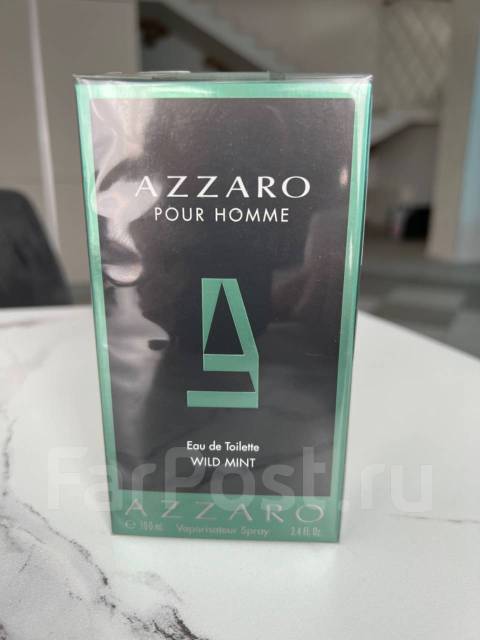 AZZARO
POUR HOMME
Eau de Toilette
WILD MINT
FarPost.ru
AZZARO
℮ 100 mL Vaporisateur Spray 3.4 fl. Oz.